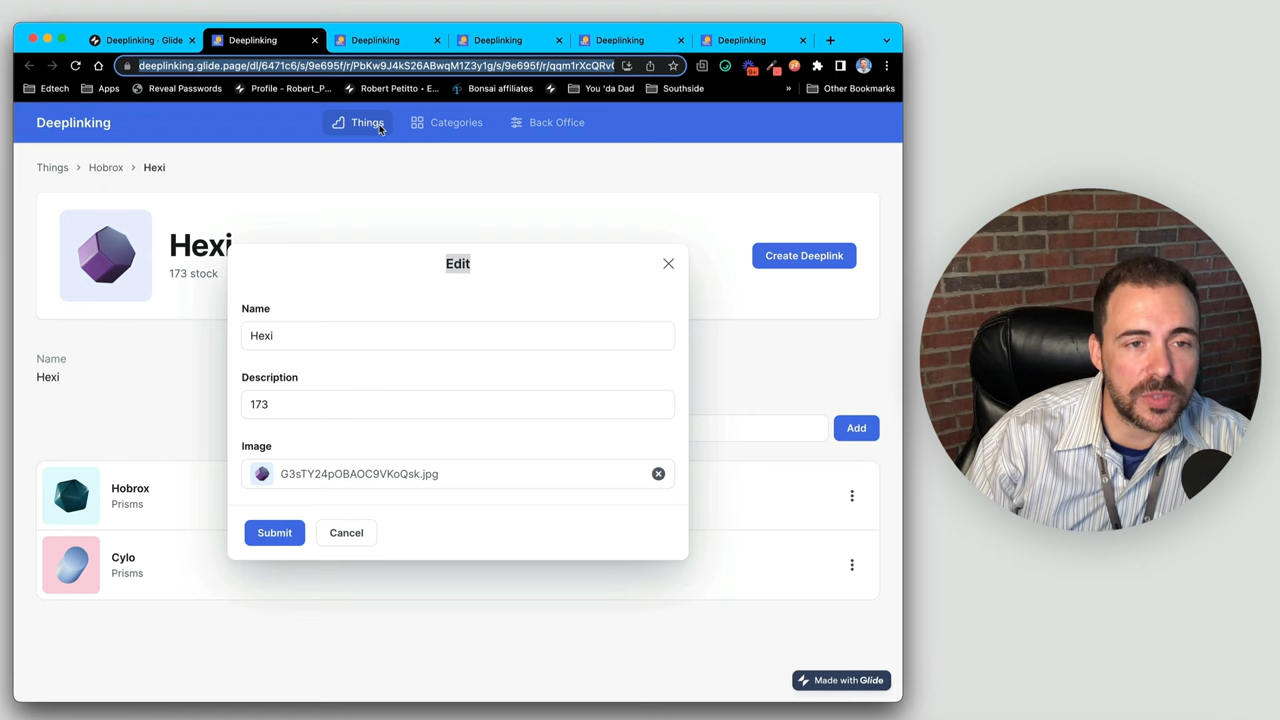 Deeplinking - Glide
Deeplinking
Deeplinking
Deeplinking
Deeplinking
Deeplinking
deeplinking.glide.page/dl/6471c6/s/9e695f/r/PbKw9J4kS26ABwqM1Z3y1g/s/9e695f/r/qqm1rXcQRvG
9+
Edtech
Apps
Reveal Passwords
Profile - Robert_P...
Robert Petitto • E...
Bonsai affiliates
You 'da Dad
Southside
»
Other Bookmarks
Deeplinking
Things
Categories
Back Office
Things > Hobrox > Hexi
Hexi
173 stock
Create Deeplink
Edit
Name
Hexi
Description
173
Image
G3sTY24pOBAOC9VKoQsk.jpg
Submit
Cancel
Name
Hexi
Add
Hobrox
Prisms
Cylo
Prisms
Made with Glide